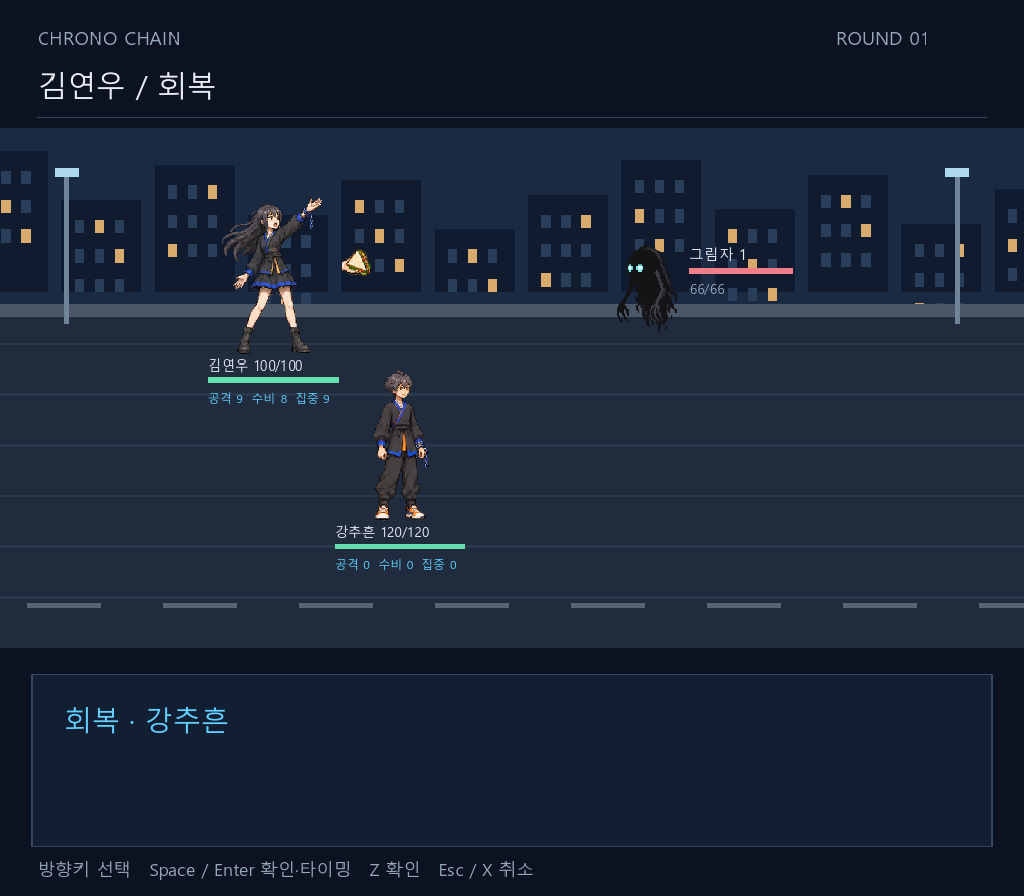 CHRONO CHAIN
ROUND 01
김연우 / 회복
그림자 1
66/66
김연우 100/100
공격 9 수비 8 집중 9
강추흔 120/120
공격 0 수비 0 집중 0
회복 · 강추흔
방향키 선택 Space / Enter 확인·타이밍 Z 확인 Esc / X 취소